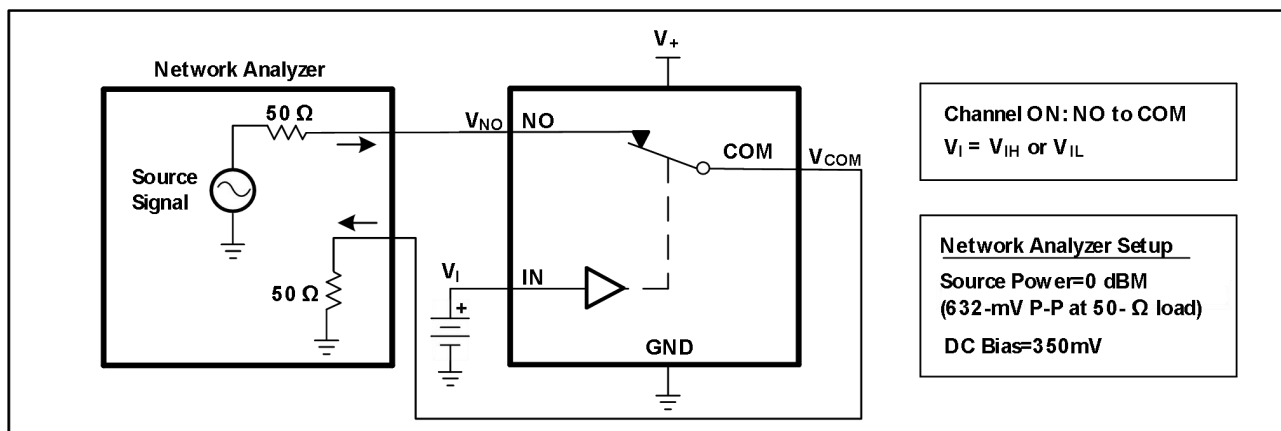 Network Analyzer
50 Ω
Source
Signal
50 Ω
V+
VNO
NO
COM
VCOM
VI
IN
+
GND
Channel ON: NO to COM
VI = VIH or VIL
Network Analyzer Setup
Source Power=0 dBM
(632-mV P-P at 50- Ω load)
DC Bias=350mV